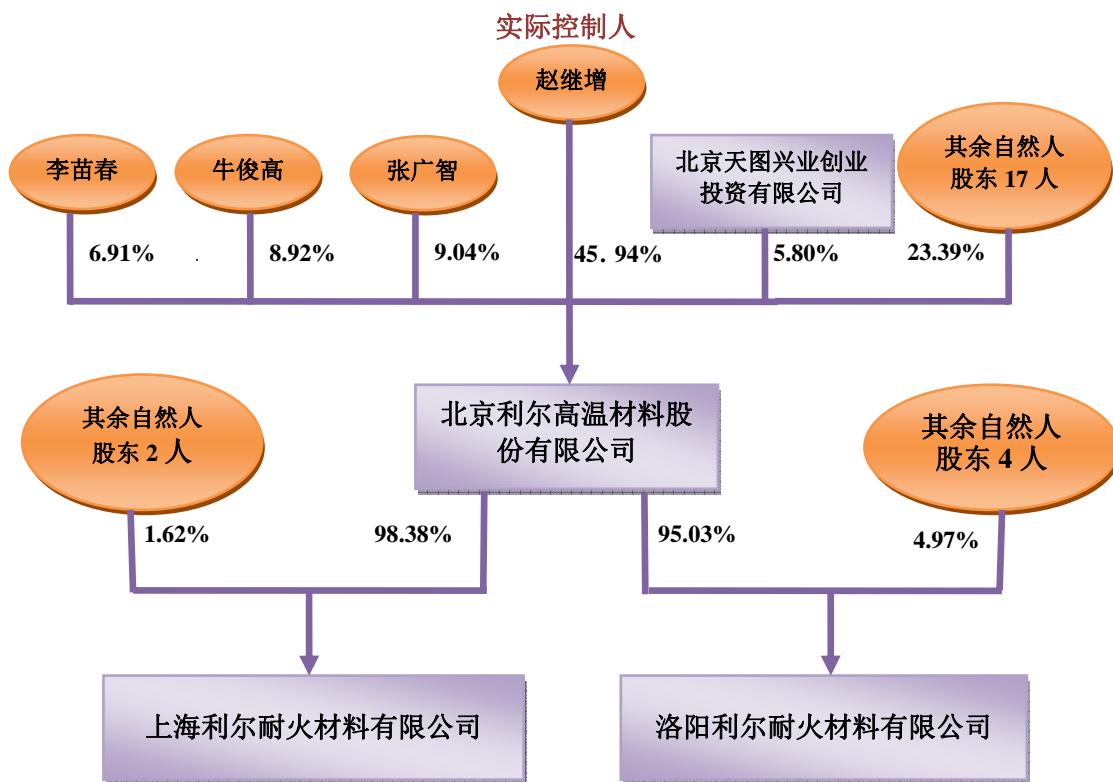 实际控制人
赵继增
李苗春
牛俊高
张广智
北京天图兴业创业
投资有限公司
其余自然人
股东 17 人
6.91%
.
8.92%
9.04%
45. 94%
5.80%
23.39%
其余自然人
股东 2 人
北京利尔高温材料股
份有限公司
其余自然人
股东 4 人
1.62%
98.38%
95.03%
4.97%
上海利尔耐火材料有限公司
洛阳利尔耐火材料有限公司